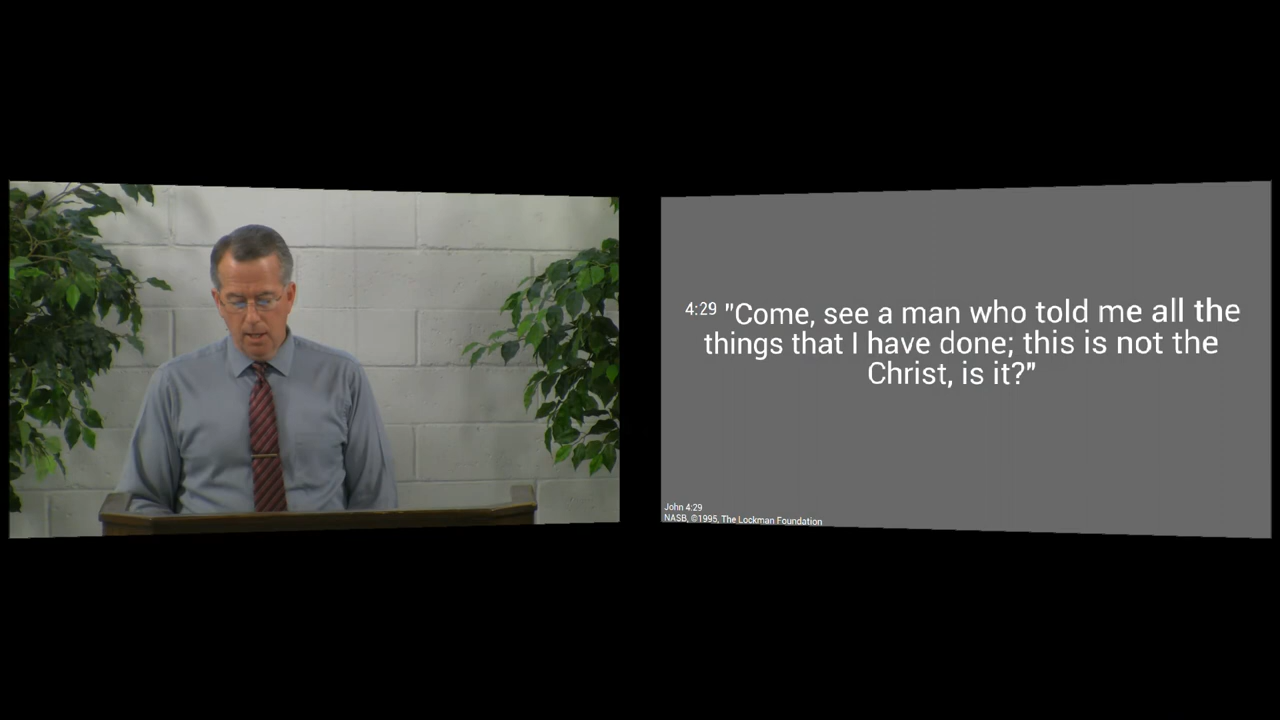 4:29 "Come, see a man who told me all the
things that I have done; this is not the
Christ, is it?"
John 4:29
NASB, ©1995, The Lockman Foundation